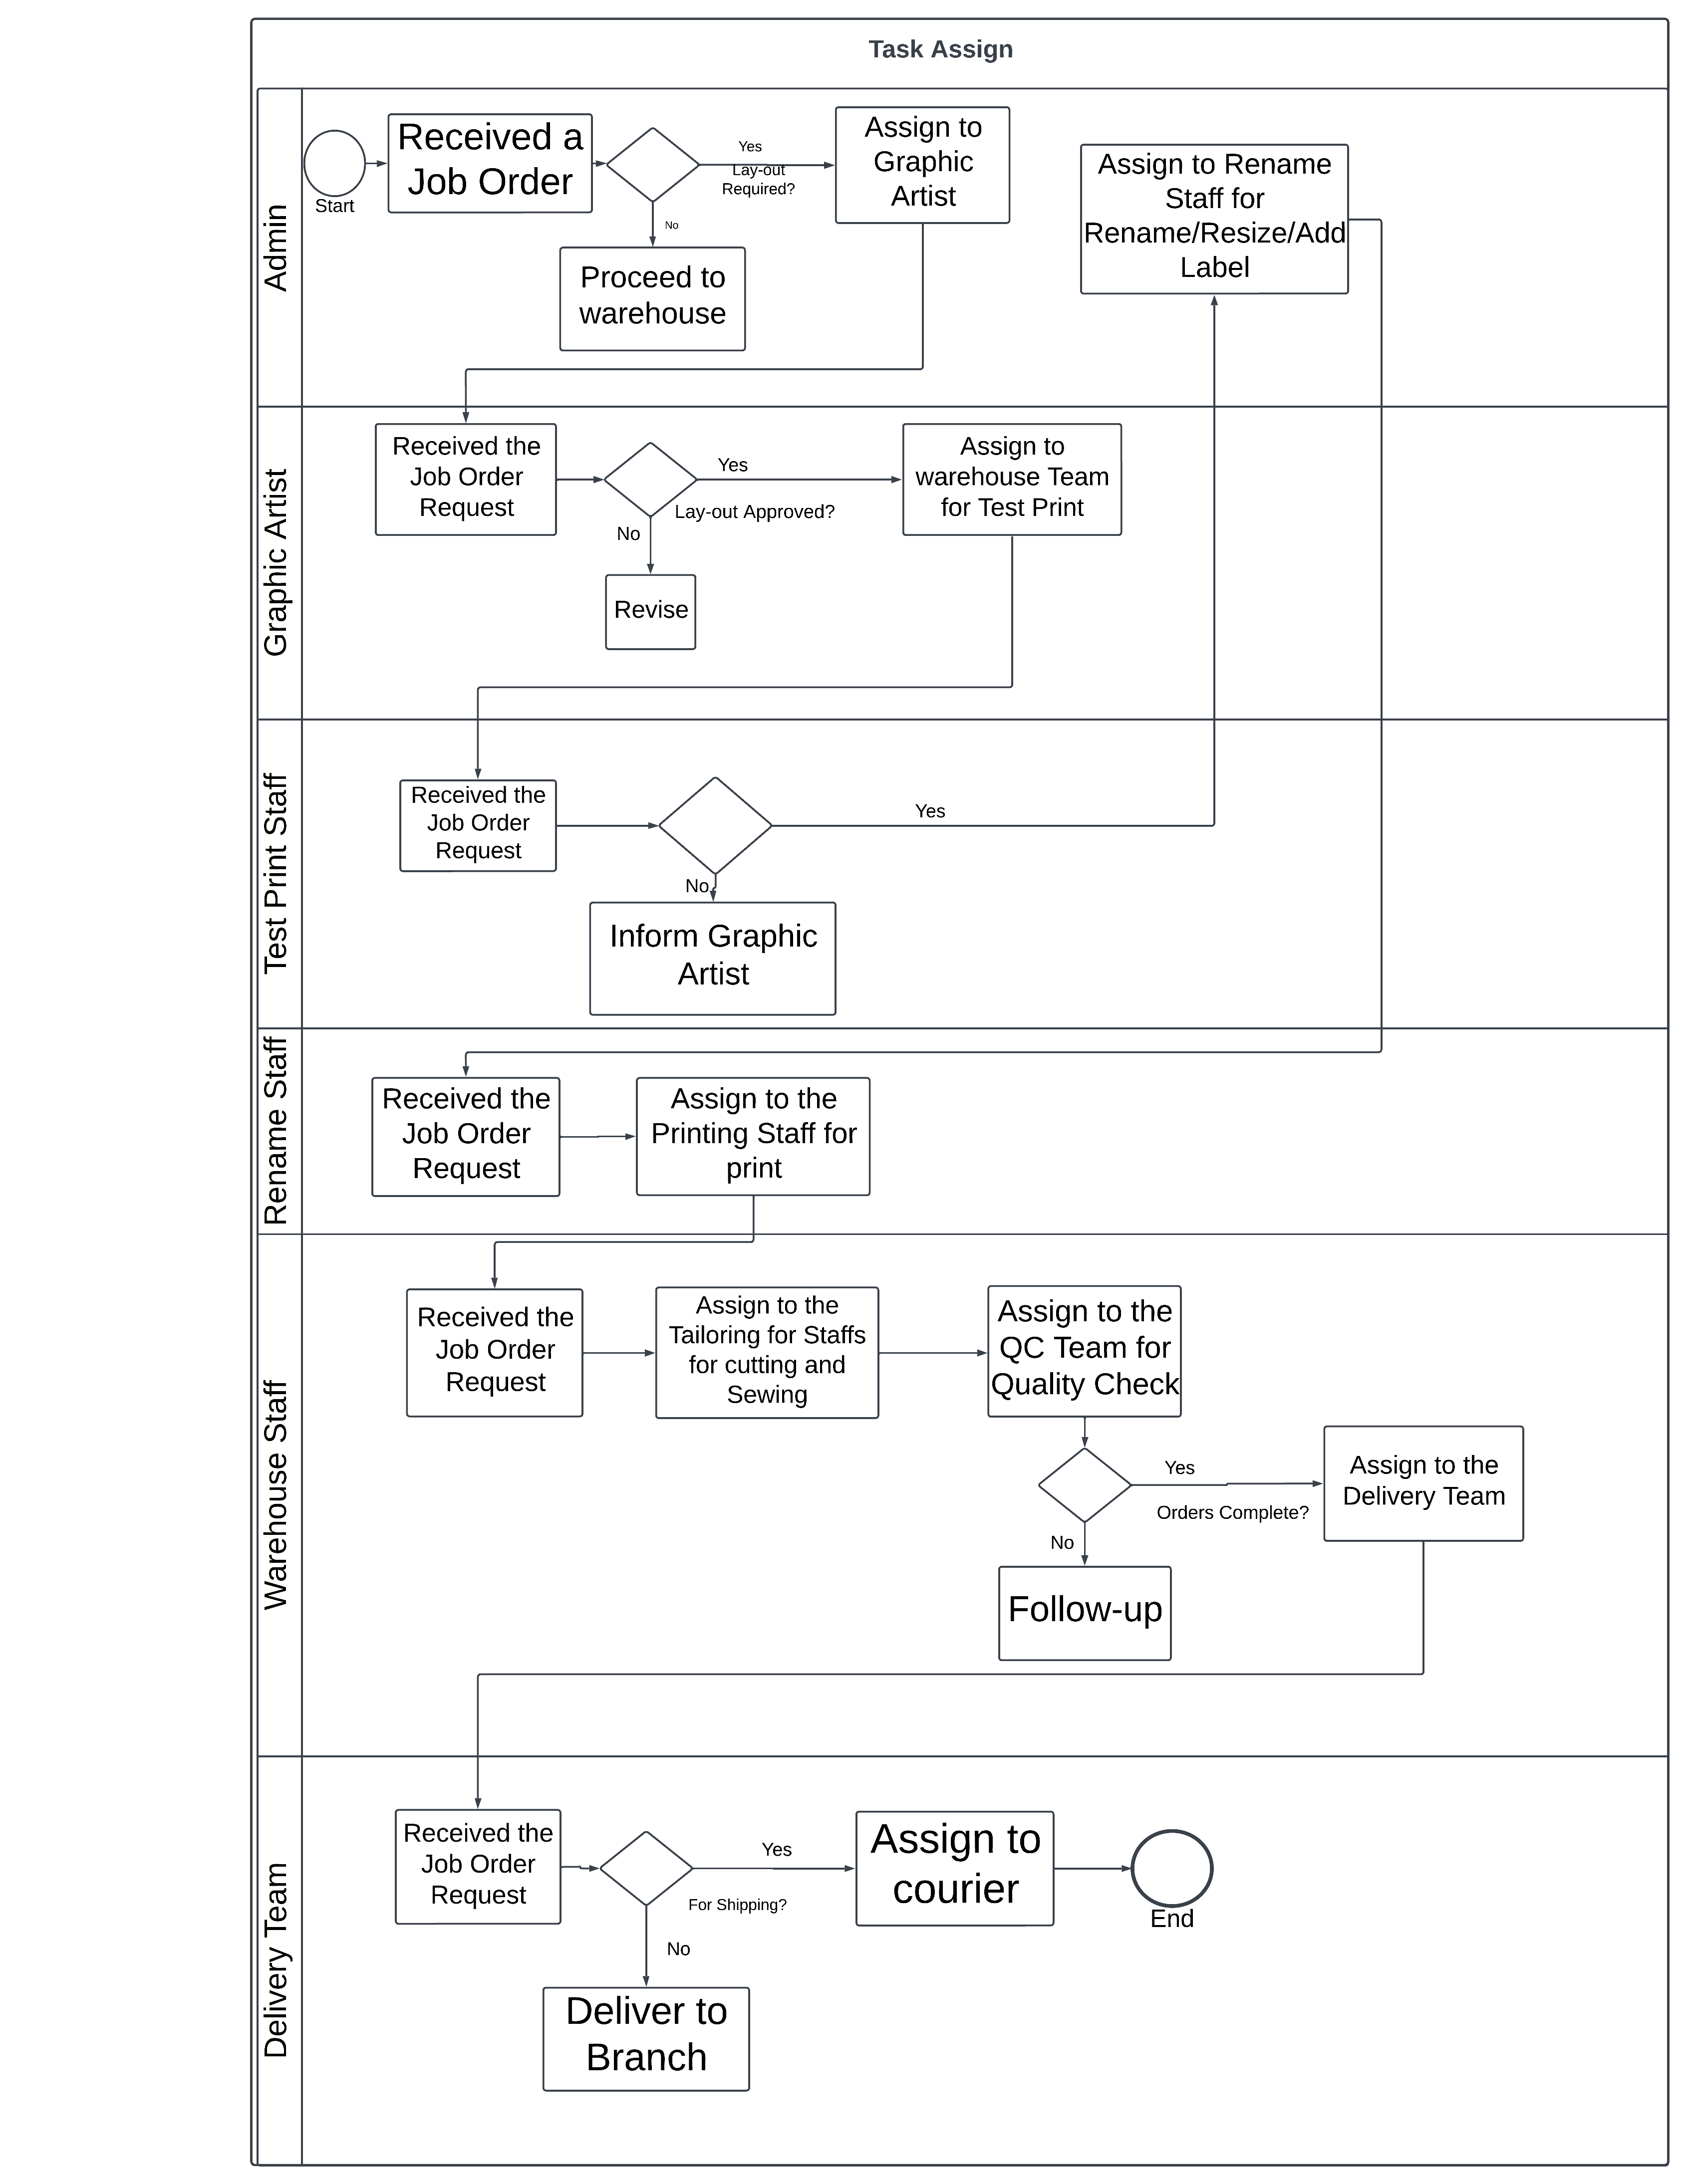 Task Assign
Admin
Start
Received a
Job Order
Yes
Lay-out
Required?
No
Proceed to
warehouse
Assign to
Graphic
Artist
Assign to Rename
Staff for
Rename/Resize/Add
Label
Graphic Artist
Received the
Job Order
Request
Yes
Lay-out Approved?
No
Revise
Assign to
warehouse Team
for Test Print
Test Print Staff
Received the
Job Order
Request
Yes
No
Inform Graphic
Artist
Rename Staff
Received the
Job Order
Request
Assign to the
Printing Staff for
print
Warehouse Staff
Received the
Job Order
Request
Assign to the
Tailoring for Staffs
for cutting and
Sewing
Assign to the
QC Team for
Quality Check
Yes
Orders Complete?
No
Follow-up
Assign to the
Delivery Team
Delivery Team
Received the
Job Order
Request
Yes
For Shipping?
No
Deliver to
Branch
Assign to
courier
End